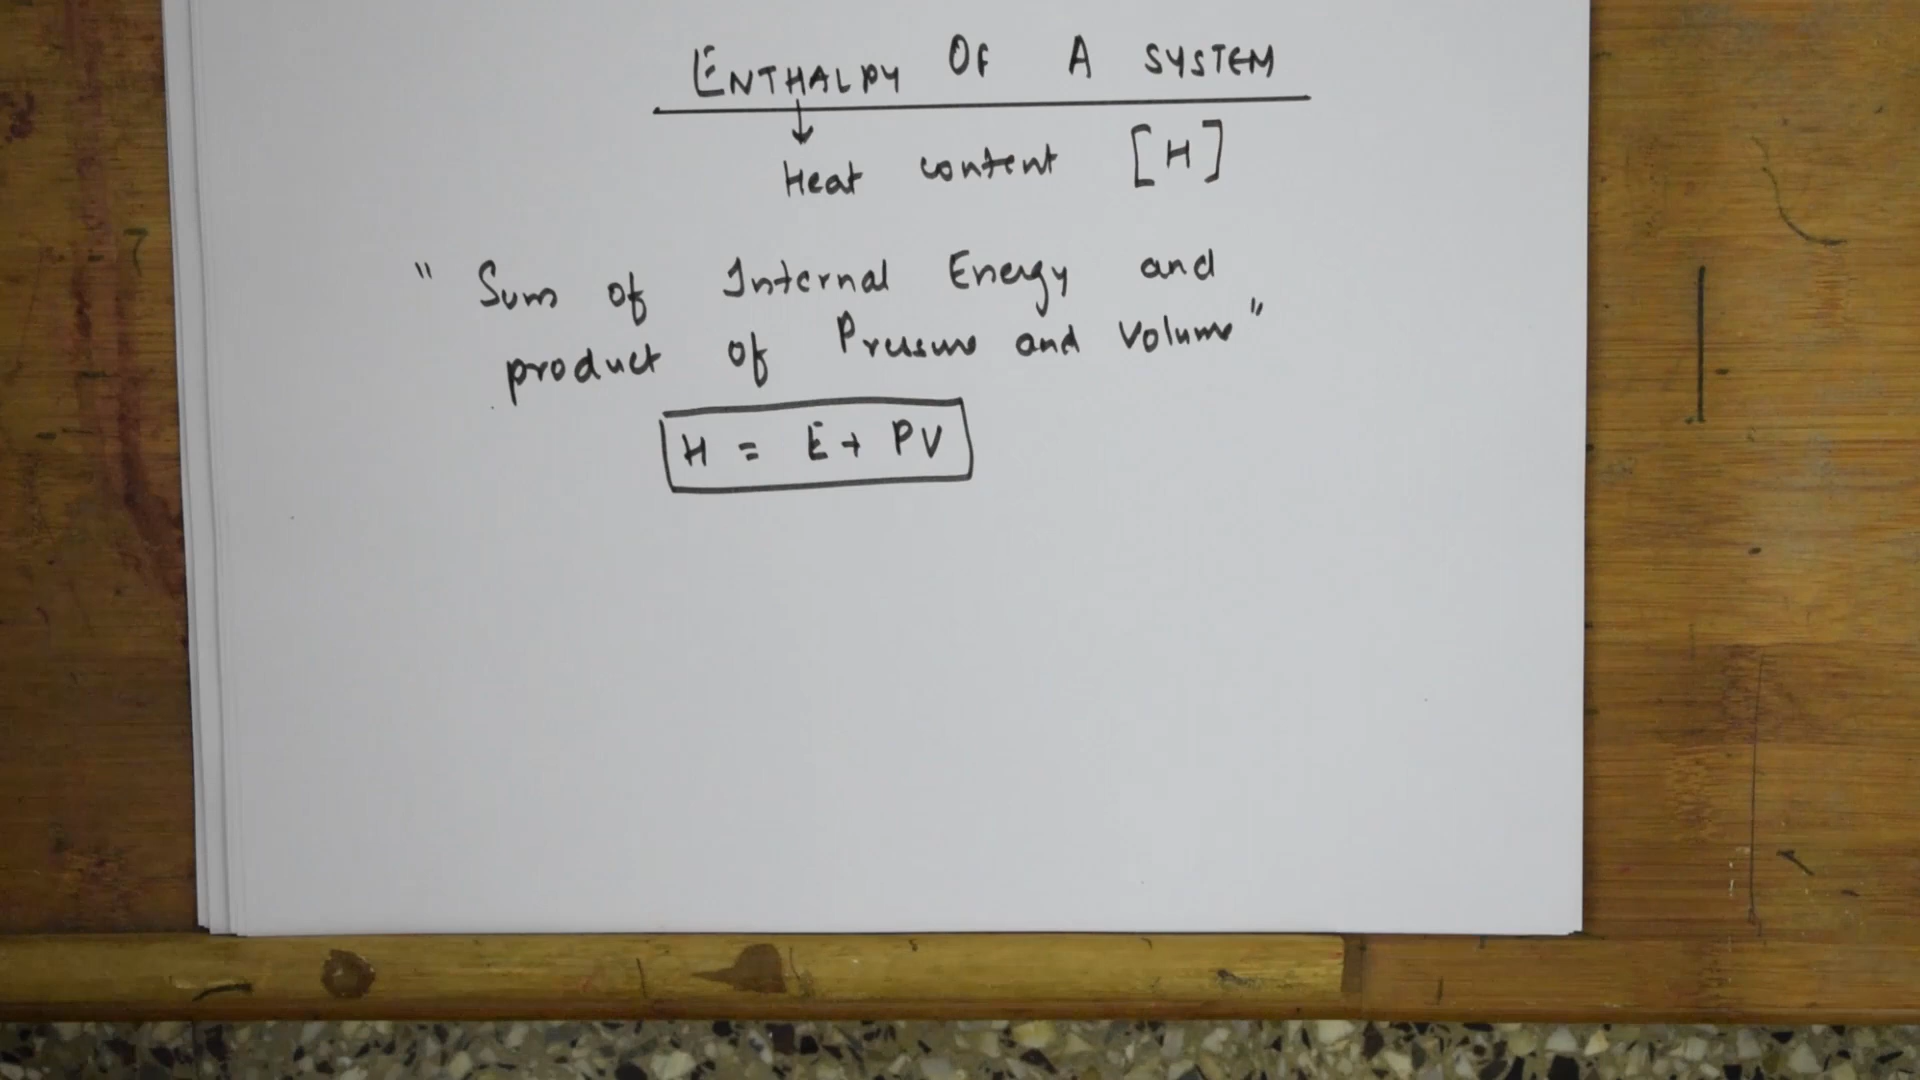 ENTHALPY OF A SYSTEM
Heat content [H]
" Sum of Internal Energy and
product of Pressure and Volume "
H = E + PV